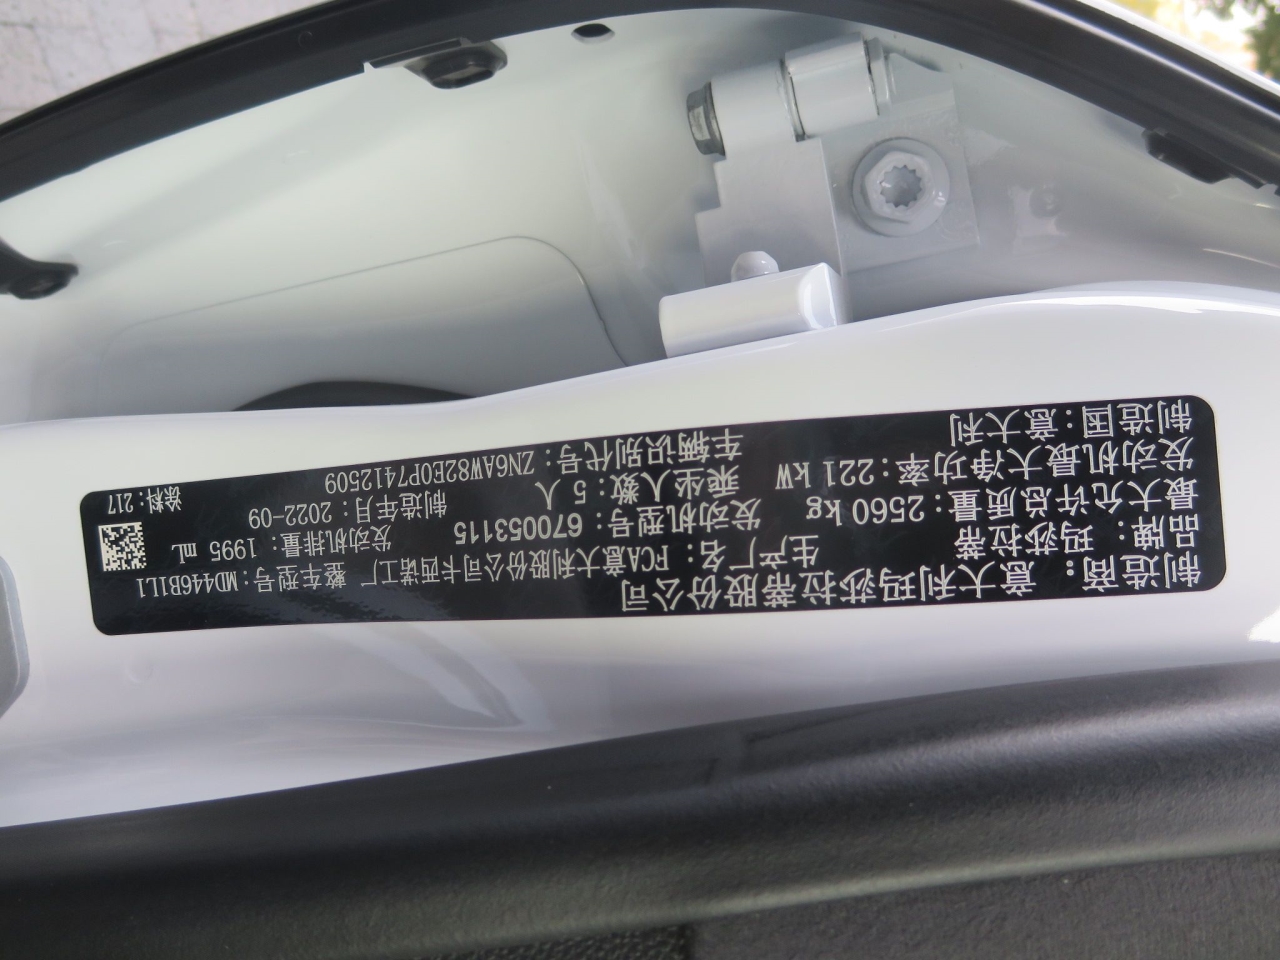 制造商：意大利玛莎拉蒂股份公司
品牌：玛莎拉蒂 生产厂名：FCA意大利股份公司卡西诺工厂 整车型号：MD446B1L1
最大允许总质量：2560 kg 发动机型号：670053115 发动机排量：1995 mL
发动机最大净功率：221 kW 乘坐人数：5 人 制造年月：2022-09
制造国：意大利 车辆识别代号：ZN6AW82E0P7412509 涂料：217